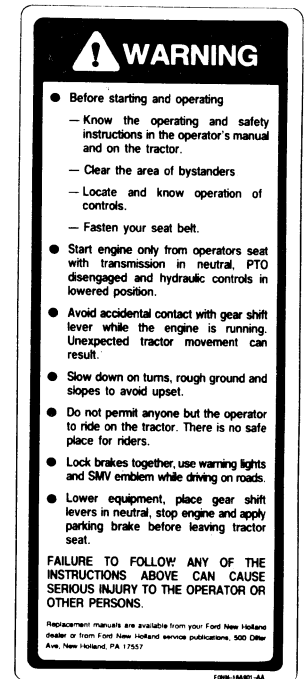 WARNING
● Before starting and operating
— Know the operating and safety
instructions in the operator's manual
and on the tractor.
— Clear the area of bystanders
— Locate and know operation of
controls.
— Fasten your seat belt.
● Start engine only from operators seat
with transmission in neutral, PTO
disengaged and hydraulic controls in
lowered position.
● Avoid accidental contact with gear shift
lever while the engine is running.
Unexpected tractor movement can
result.
● Slow down on turns, rough ground and
slopes to avoid upset.
● Do not permit anyone but the operator
to ride on the tractor. There is no safe
place for riders.
● Lock brakes together, use warning lights
and SMV emblem while driving on roads.
● Lower equipment, place gear shift
levers in neutral, stop engine and apply
parking brake before leaving tractor
seat.
FAILURE TO FOLLOW ANY OF THE
INSTRUCTIONS ABOVE CAN CAUSE
SERIOUS INJURY TO THE OPERATOR OR
OTHER PERSONS.
Replacement manuals are available from your Ford New Holland
dealer or from Ford New Holland service publications, 500 Diller
Ave, New Holland, PA 17557